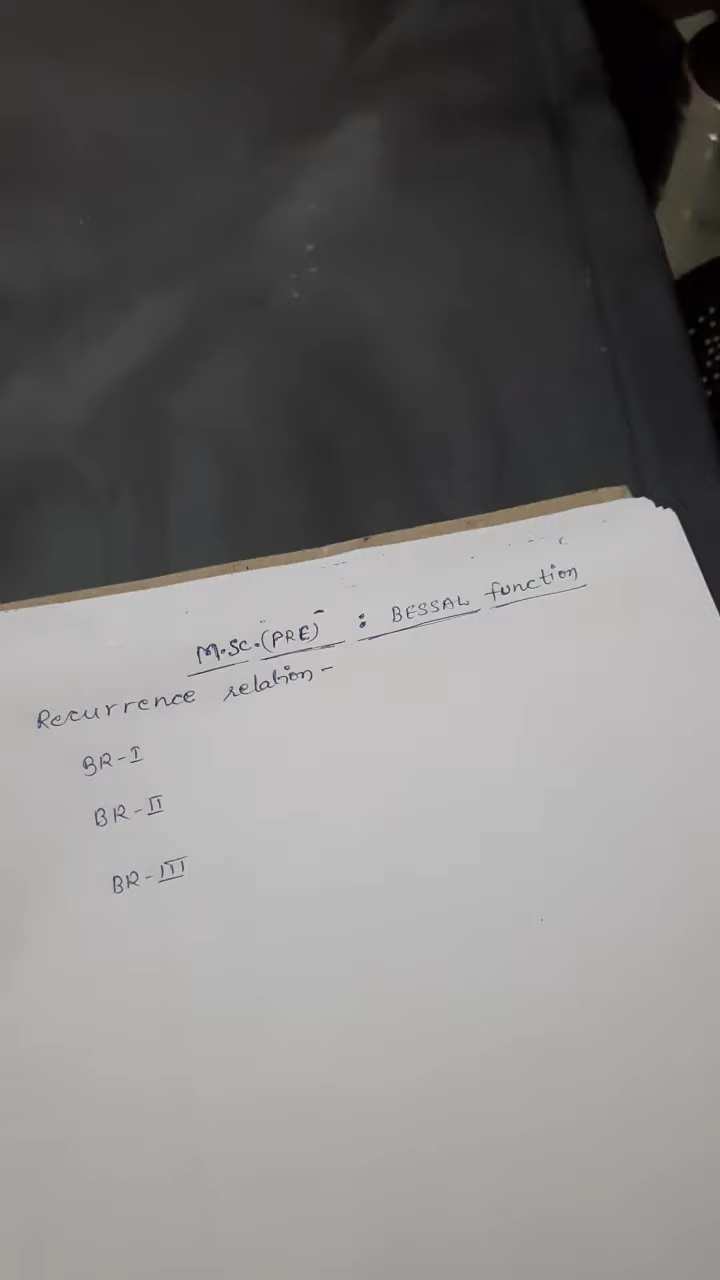 M.Sc.(PRE) : BESSAL function
Recurrence relation -
BR-I
BR-II
BR-III